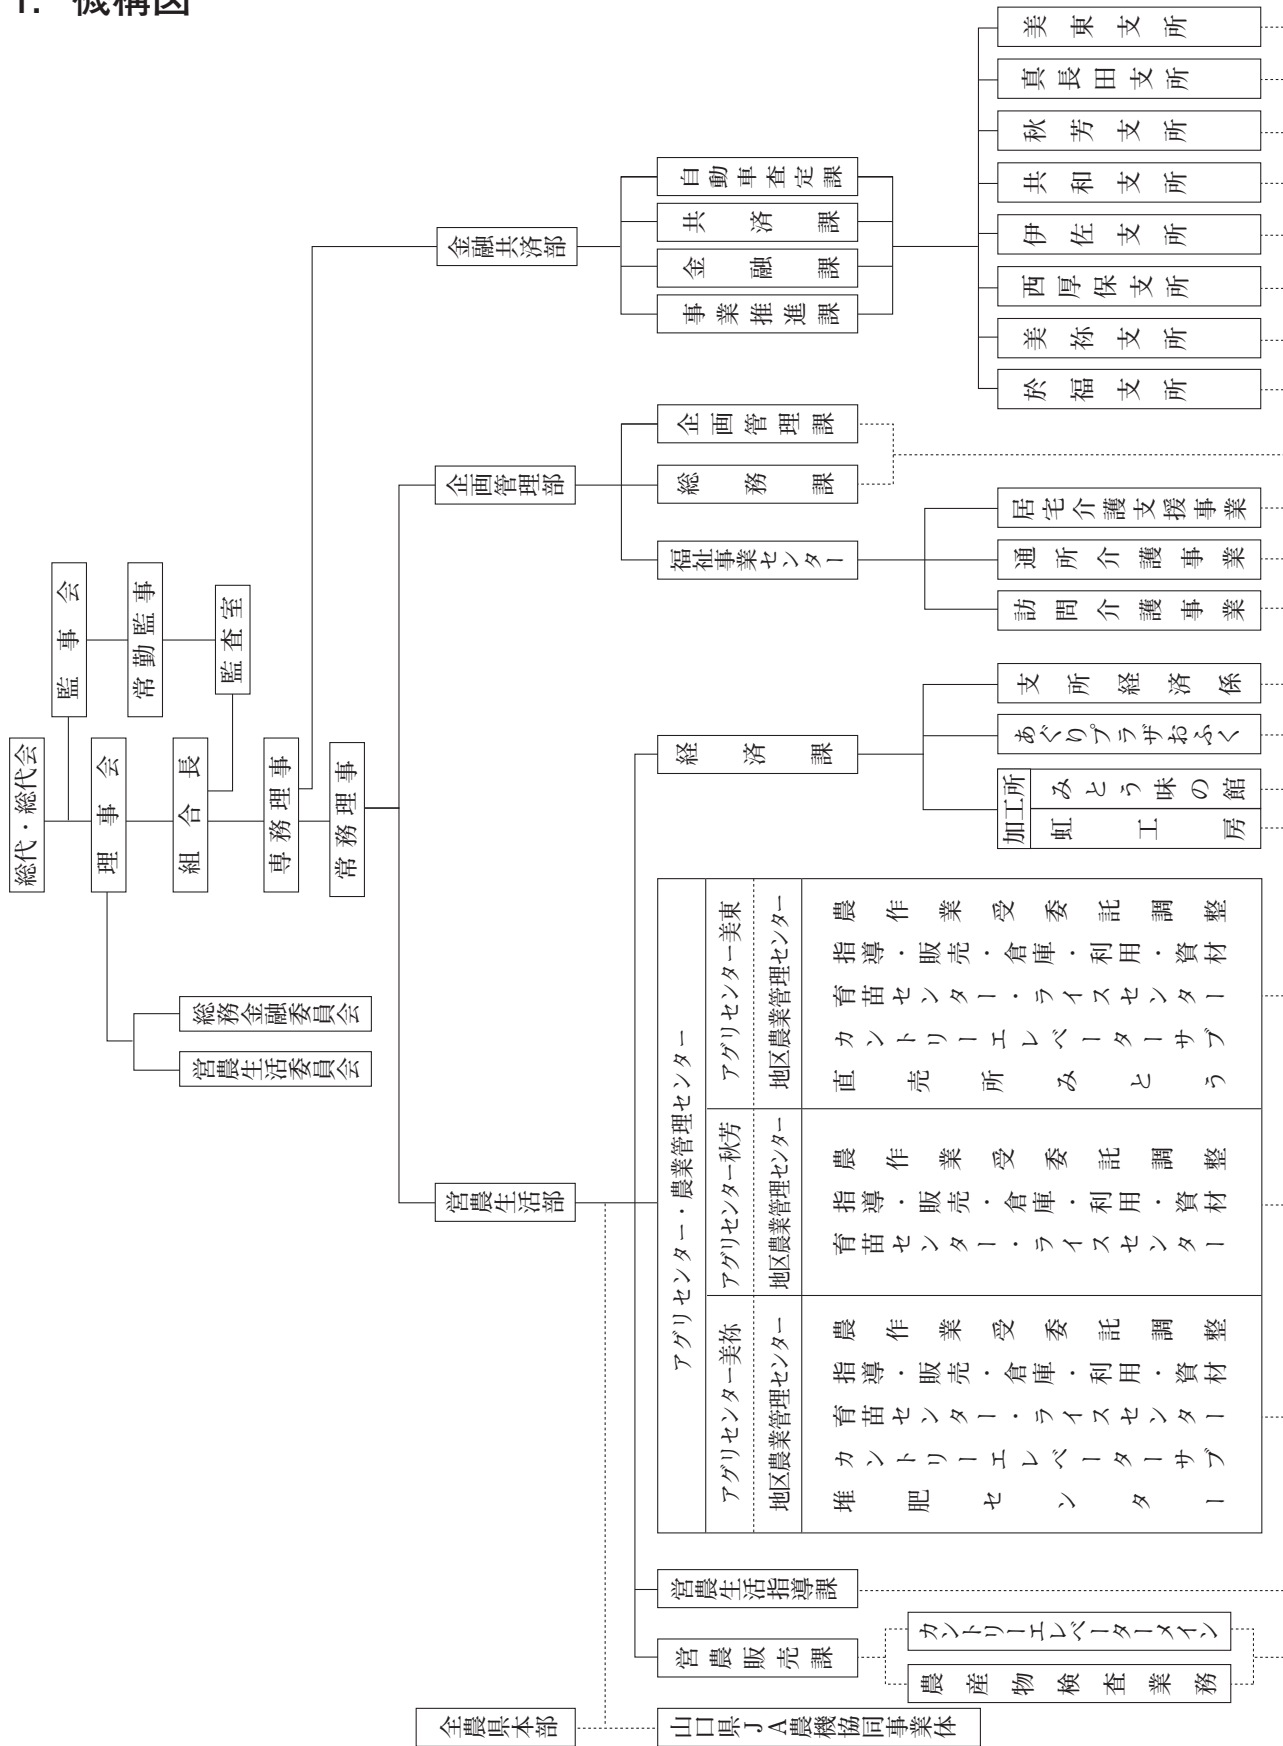 1. 機構図
総代・総代会
監事会
理事会
常勤監事
組合長
監査室
専務理事
常務理事
総務金融委員会
営農生活委員会
金融共済部
自動車査定課
共済課
金融課
事業推進課
美東支所
真長田支所
秋芳支所
共和支所
伊佐支所
西厚保支所
美祢支所
於福支所
企画管理部
企画管理課
総務課
福祉事業センター
居宅介護支援事業
通所介護事業
訪問介護事業
営農生活部
経済課
支所経済係
あぐりプラザおふく
加工所
みとう味の館
虹工房
アグリセンター・農業管理センター
アグリセンター美東
地区農業管理センター
農作業受委託調整
指導・販売・倉庫・利用・資材
育苗センター・ライスセンター
カントリーエレベーターサブ
直売所みとう
アグリセンター秋芳
地区農業管理センター
農作業受委託調整
指導・販売・倉庫・利用・資材
育苗センター・ライスセンター
アグリセンター美祢
地区農業管理センター
農作業受委託調整
指導・販売・倉庫・利用・資材
育苗センター・ライスセンター
カントリーエレベーターサブ
堆肥センター
営農生活指導課
営農販売課
カントリーエレベーターメイン
農産物検査業務
全農県本部
山口県JA農機協同事業体